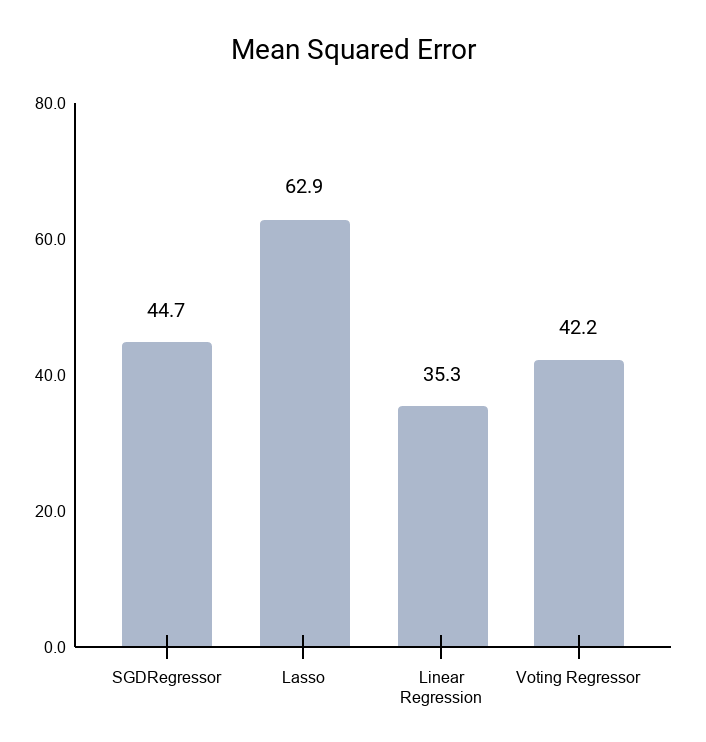 Mean Squared Error
80.0
62.9
60.0
44.7
42.2
40.0
35.3
20.0
0.0
SGDRegressor
Lasso
Linear
Regression
Voting Regressor